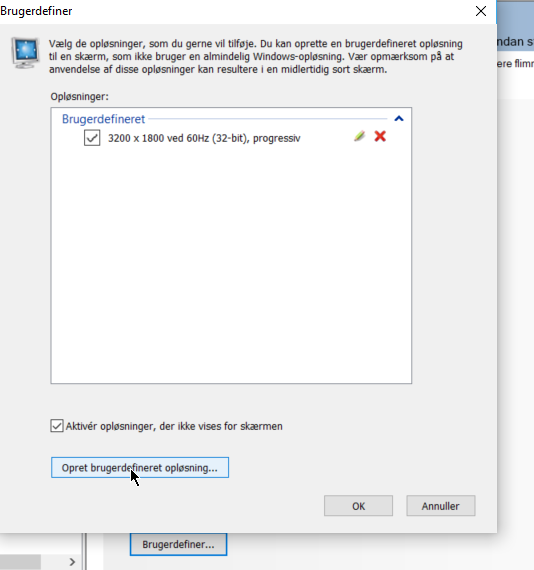 Brugerdefiner
Vælg de opløsninger, som du gerne vil tilføje. Du kan oprette en brugerdefineret opløsning
til en skærm, som ikke bruger en almindelig Windows-opløsning. Vær opmærksom på at
anvendelse af disse opløsninger kan resultere i en midlertidig sort skærm.
Opløsninger:
Brugerdefineret
3200 x 1800 ved 60Hz (32-bit), progressiv
Aktivér opløsninger, der ikke vises for skærmen
Opret brugerdefineret opløsning...
OK
Annuller
Brugerdefiner...
ndan s
ere flimr